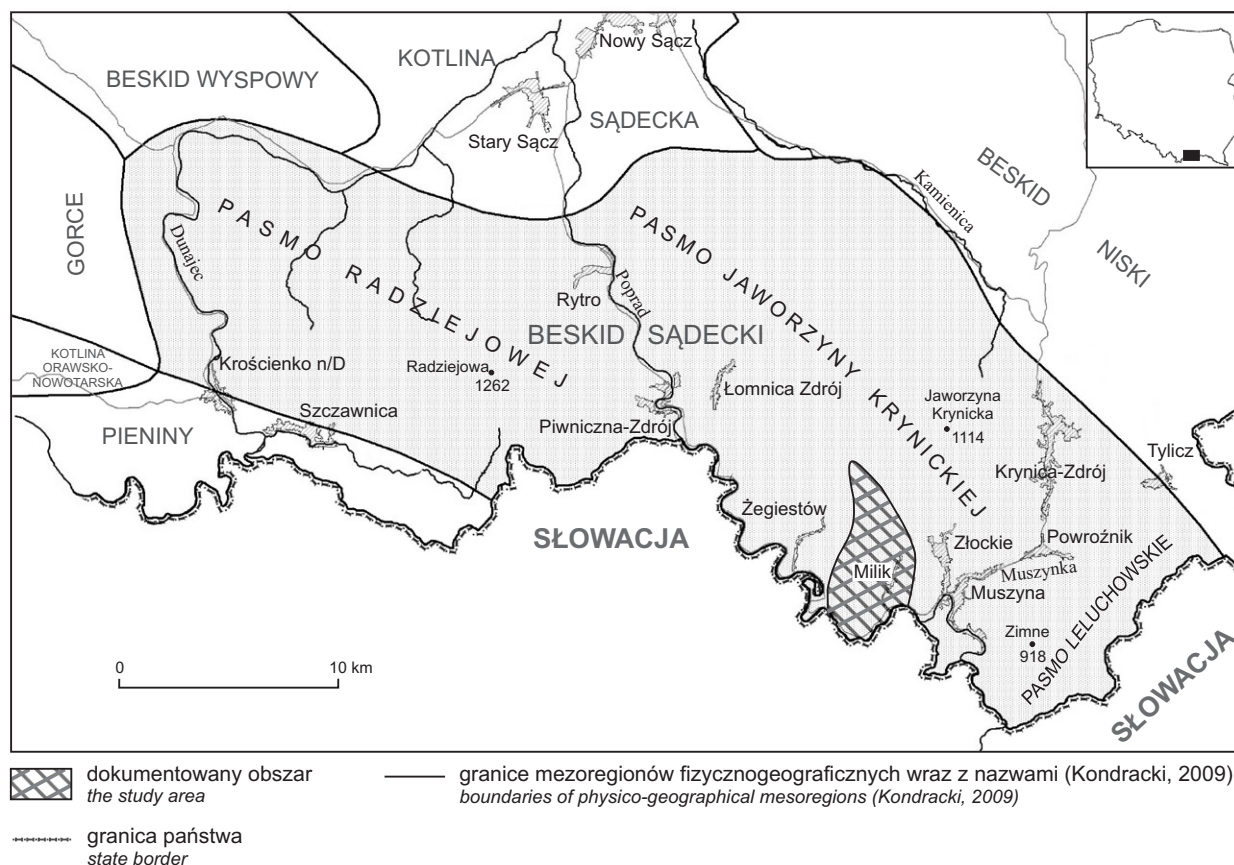 Nowy Sącz
KOTLINA
BESKID WYSPOWY
SĄDECKA
Stary Sącz
BESKID
NISKI
Kamienica
GORCE
PASMO RADZIEJOWEJ
PASMO JAWORZYNY KRYNICKIEJ
Dunajec
Poprad
Rytro
BESKID SĄDECKI
KOTLINA
ORAWSKO-
NOWOTARSKA
Krościenko n/D
Radziejowa
1262
Łomnica Zdrój
Jaworzyna
Krynicka
1114
Szczawnica
PIENINY
Piwniczna-Zdrój
Tylicz
Krynica-Zdrój
Żegiestów
SŁOWACJA
Złockie
Powroźnik
Milik
Muszynka
Muszyna
Zimne
918
PASMO LELUCHOWSKIE
SŁOWACJA
0 10 km
dokumentowany obszar
the study area
granice mezoregionów fizycznogeograficznych wraz z nazwami (Kondracki, 2009)
boundaries of physico-geographical mesoregions (Kondracki, 2009)
granica państwa
state border